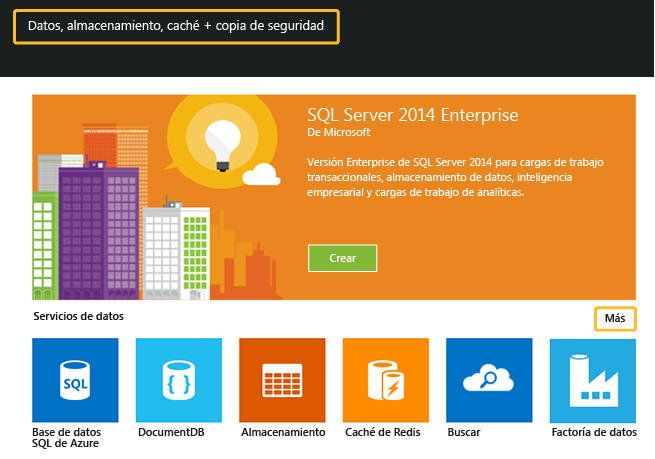 Datos, almacenamiento, caché + copia de seguridad
SQL Server 2014 Enterprise
De Microsoft
Versión Enterprise de SQL Server 2014 para cargas de trabajo
transaccionales, almacenamiento de datos, inteligencia
empresarial y cargas de trabajo de analíticas.
Crear
Servicios de datos
Más
SQL
{ }
Base de datos
SQL de Azure
DocumentDB
Almacenamiento
Caché de Redis
Buscar
Factoría de datos